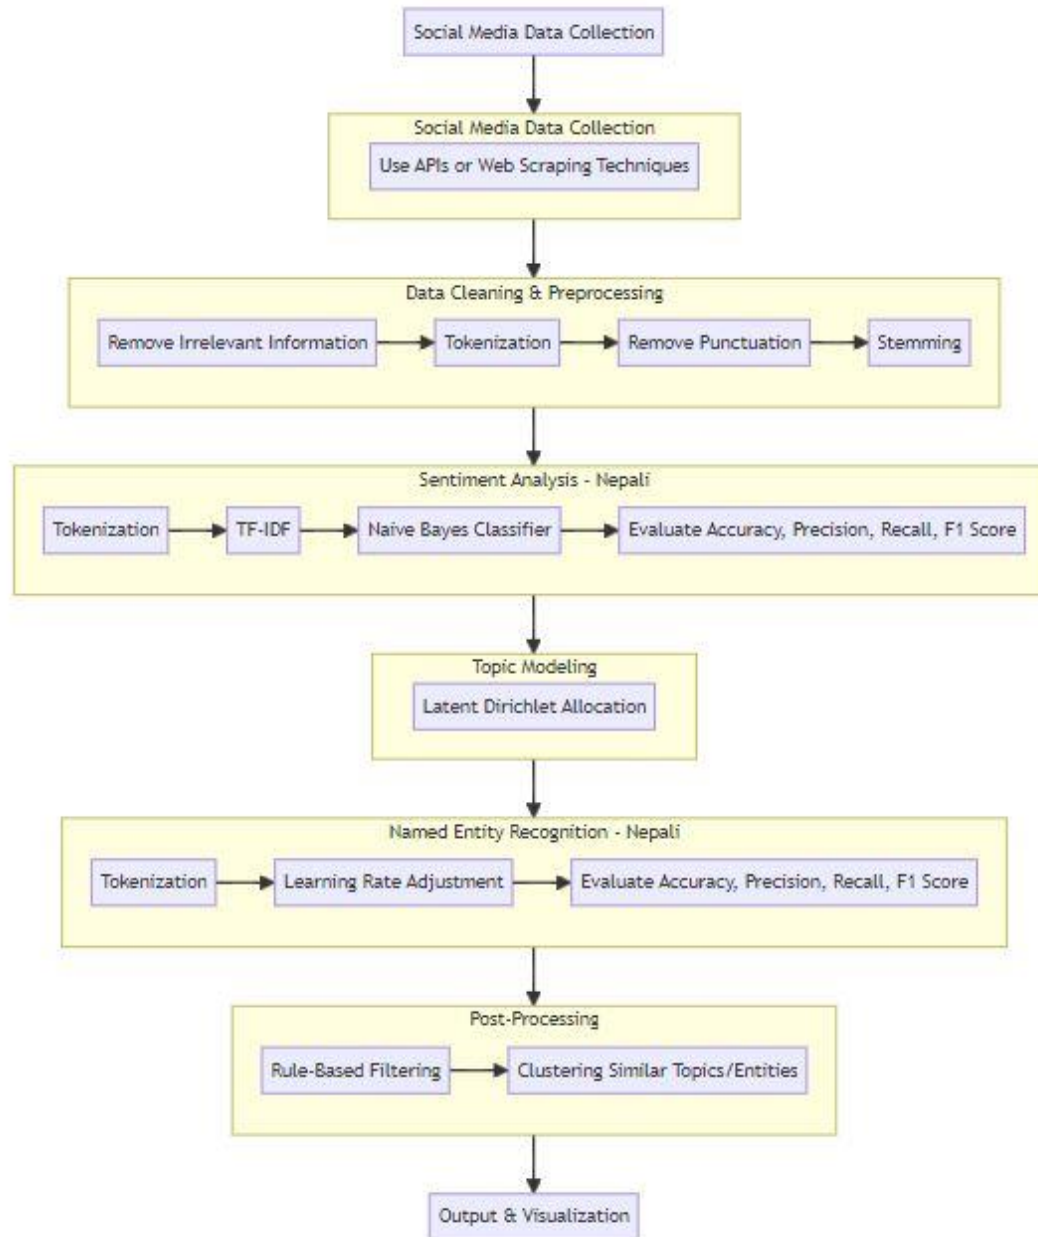 Social Media Data Collection
Social Media Data Collection
Use APIs or Web Scraping Techniques
Data Cleaning & Preprocessing
Remove Irrelevant Information
Tokenization
Remove Punctuation
Stemming
Sentiment Analysis - Nepali
Tokenization
TF-IDF
Naive Bayes Classifier
Evaluate Accuracy, Precision, Recall, F1 Score
Topic Modeling
Latent Dirichlet Allocation
Named Entity Recognition - Nepali
Tokenization
Learning Rate Adjustment
Evaluate Accuracy, Precision, Recall, F1 Score
Post-Processing
Rule-Based Filtering
Clustering Similar Topics/Entities
Output & Visualization